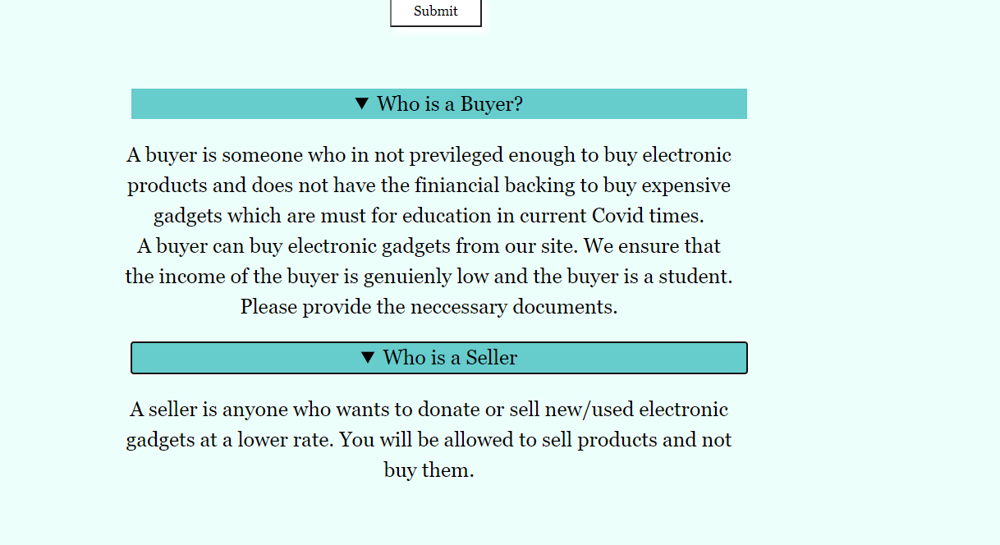 Submit
▼ Who is a Buyer?
A buyer is someone who in not previleged enough to buy electronic
products and does not have the finiancial backing to buy expensive
gadgets which are must for education in current Covid times.
A buyer can buy electronic gadgets from our site. We ensure that
the income of the buyer is genuienly low and the buyer is a student.
Please provide the neccessary documents.
▼ Who is a Seller
A seller is anyone who wants to donate or sell new/used electronic
gadgets at a lower rate. You will be allowed to sell products and not
buy them.